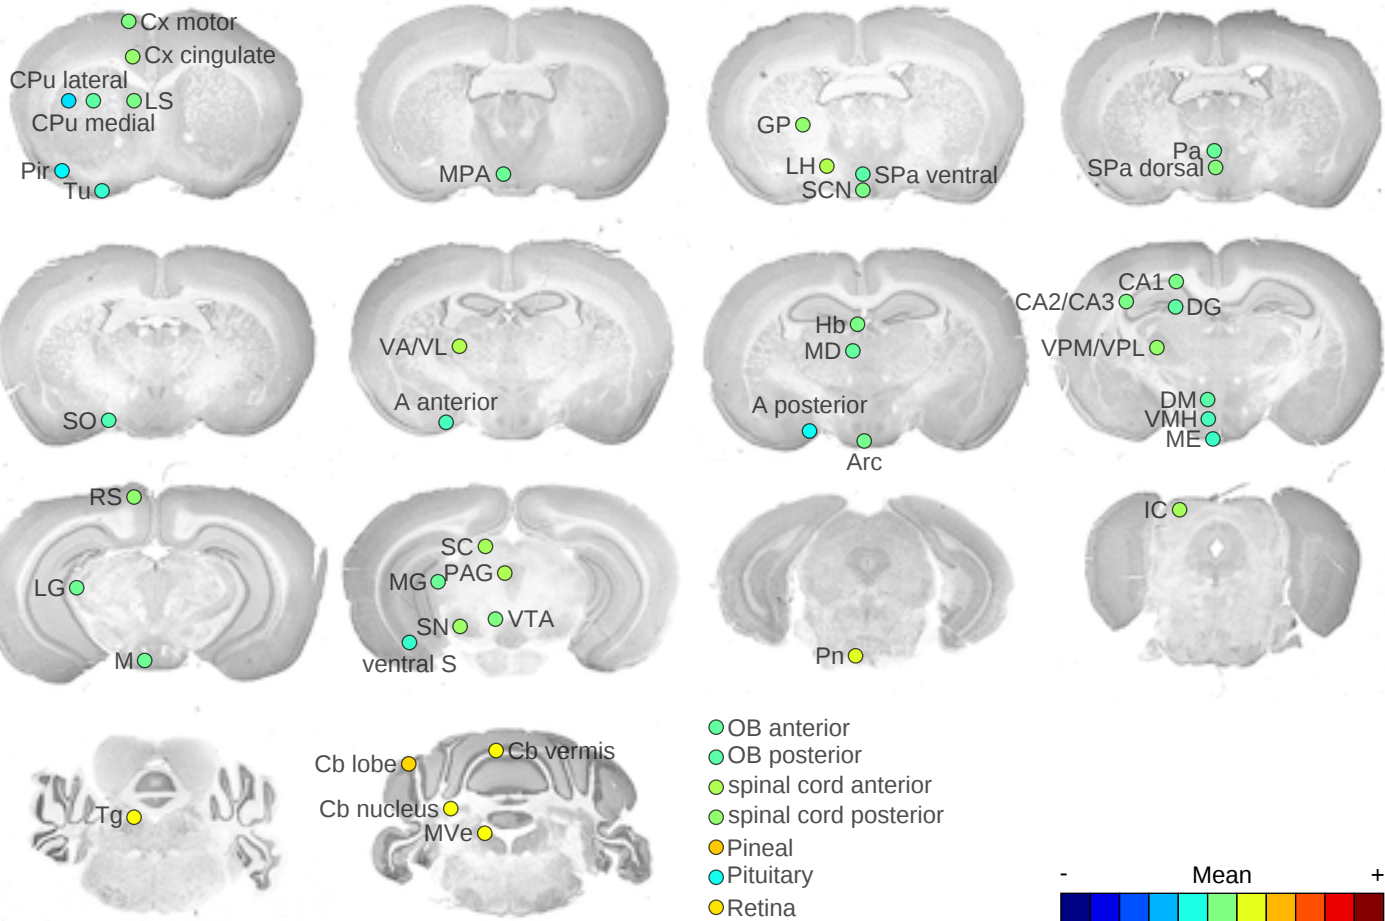 Cx motor
Cx cingulate
CPu lateral
LS
CPu medial
Pir
Tu
MPA
GP
LH
SPa ventral
SCN
Pa
SPa dorsal
SO
VA/VL
A anterior
Hb
MD
A posterior
Arc
CA1
CA2/CA3
DG
VPM/VPL
DM
VMH
ME
RS
LG
M
SC
PAG
MG
VTA
SN
ventral S
Pn
IC
Tg
Cb vermis
Cb lobe
Cb nucleus
MVe
OB anterior
OB posterior
spinal cord anterior
spinal cord posterior
Pineal
Pituitary
Retina
- Mean +